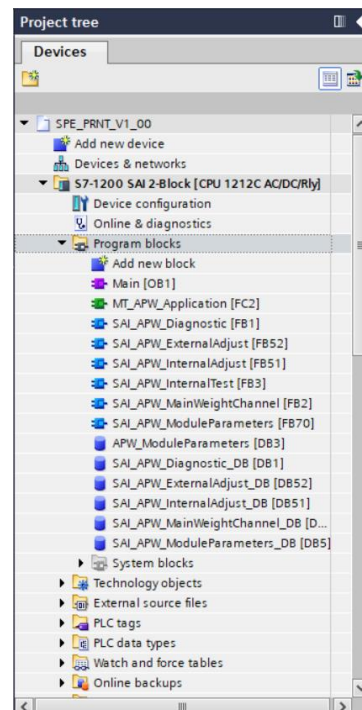 Project tree
Devices
SPE_PRNT_V1_00
Add new device
Devices & networks
S7-1200 SAI 2-Block [CPU 1212C AC/DC/Rly]
Device configuration
Online & diagnostics
Program blocks
Add new block
Main [OB1]
MT_APW_Application [FC2]
SAI_APW_Diagnostic [FB1]
SAI_APW_ExternalAdjust [FB52]
SAI_APW_InternalAdjust [FB51]
SAI_APW_InternalTest [FB3]
SAI_APW_MainWeightChannel [FB2]
SAI_APW_ModuleParameters [FB70]
APW_ModuleParameters [DB3]
SAI_APW_Diagnostic_DB [DB1]
SAI_APW_ExternalAdjust_DB [DB52]
SAI_APW_InternalAdjust_DB [DB51]
SAI_APW_MainWeightChannel_DB [D...
SAI_APW_ModuleParameters_DB [DB5]
System blocks
Technology objects
External source files
PLC tags
PLC data types
Watch and force tables
Online backups